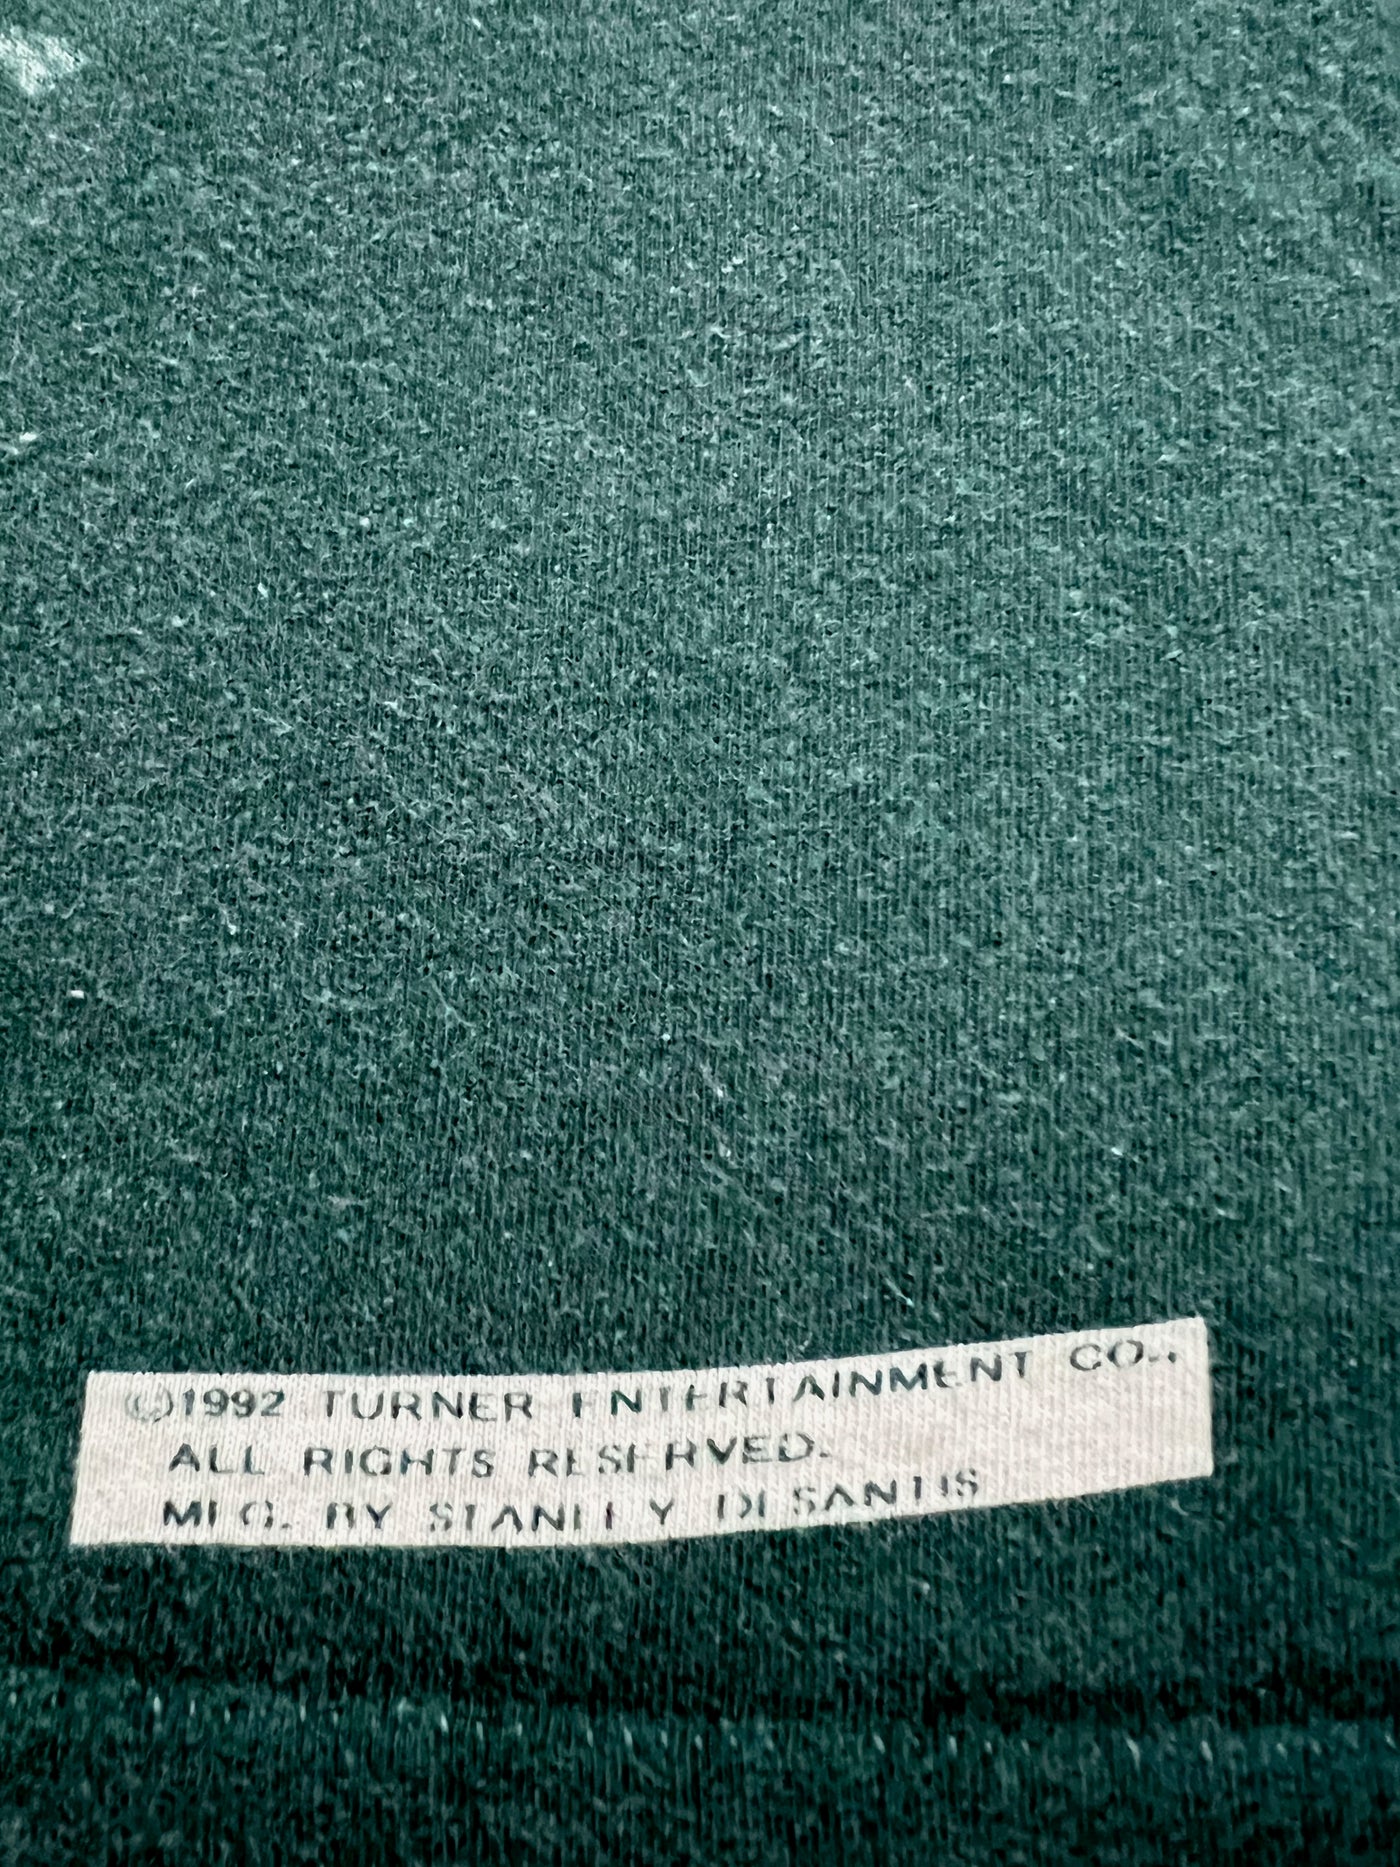 ©1992 TURNER ENTERTAINMENT CO.,
ALL RIGHTS RESERVED.
MFG. BY STANLEY DESANTIS